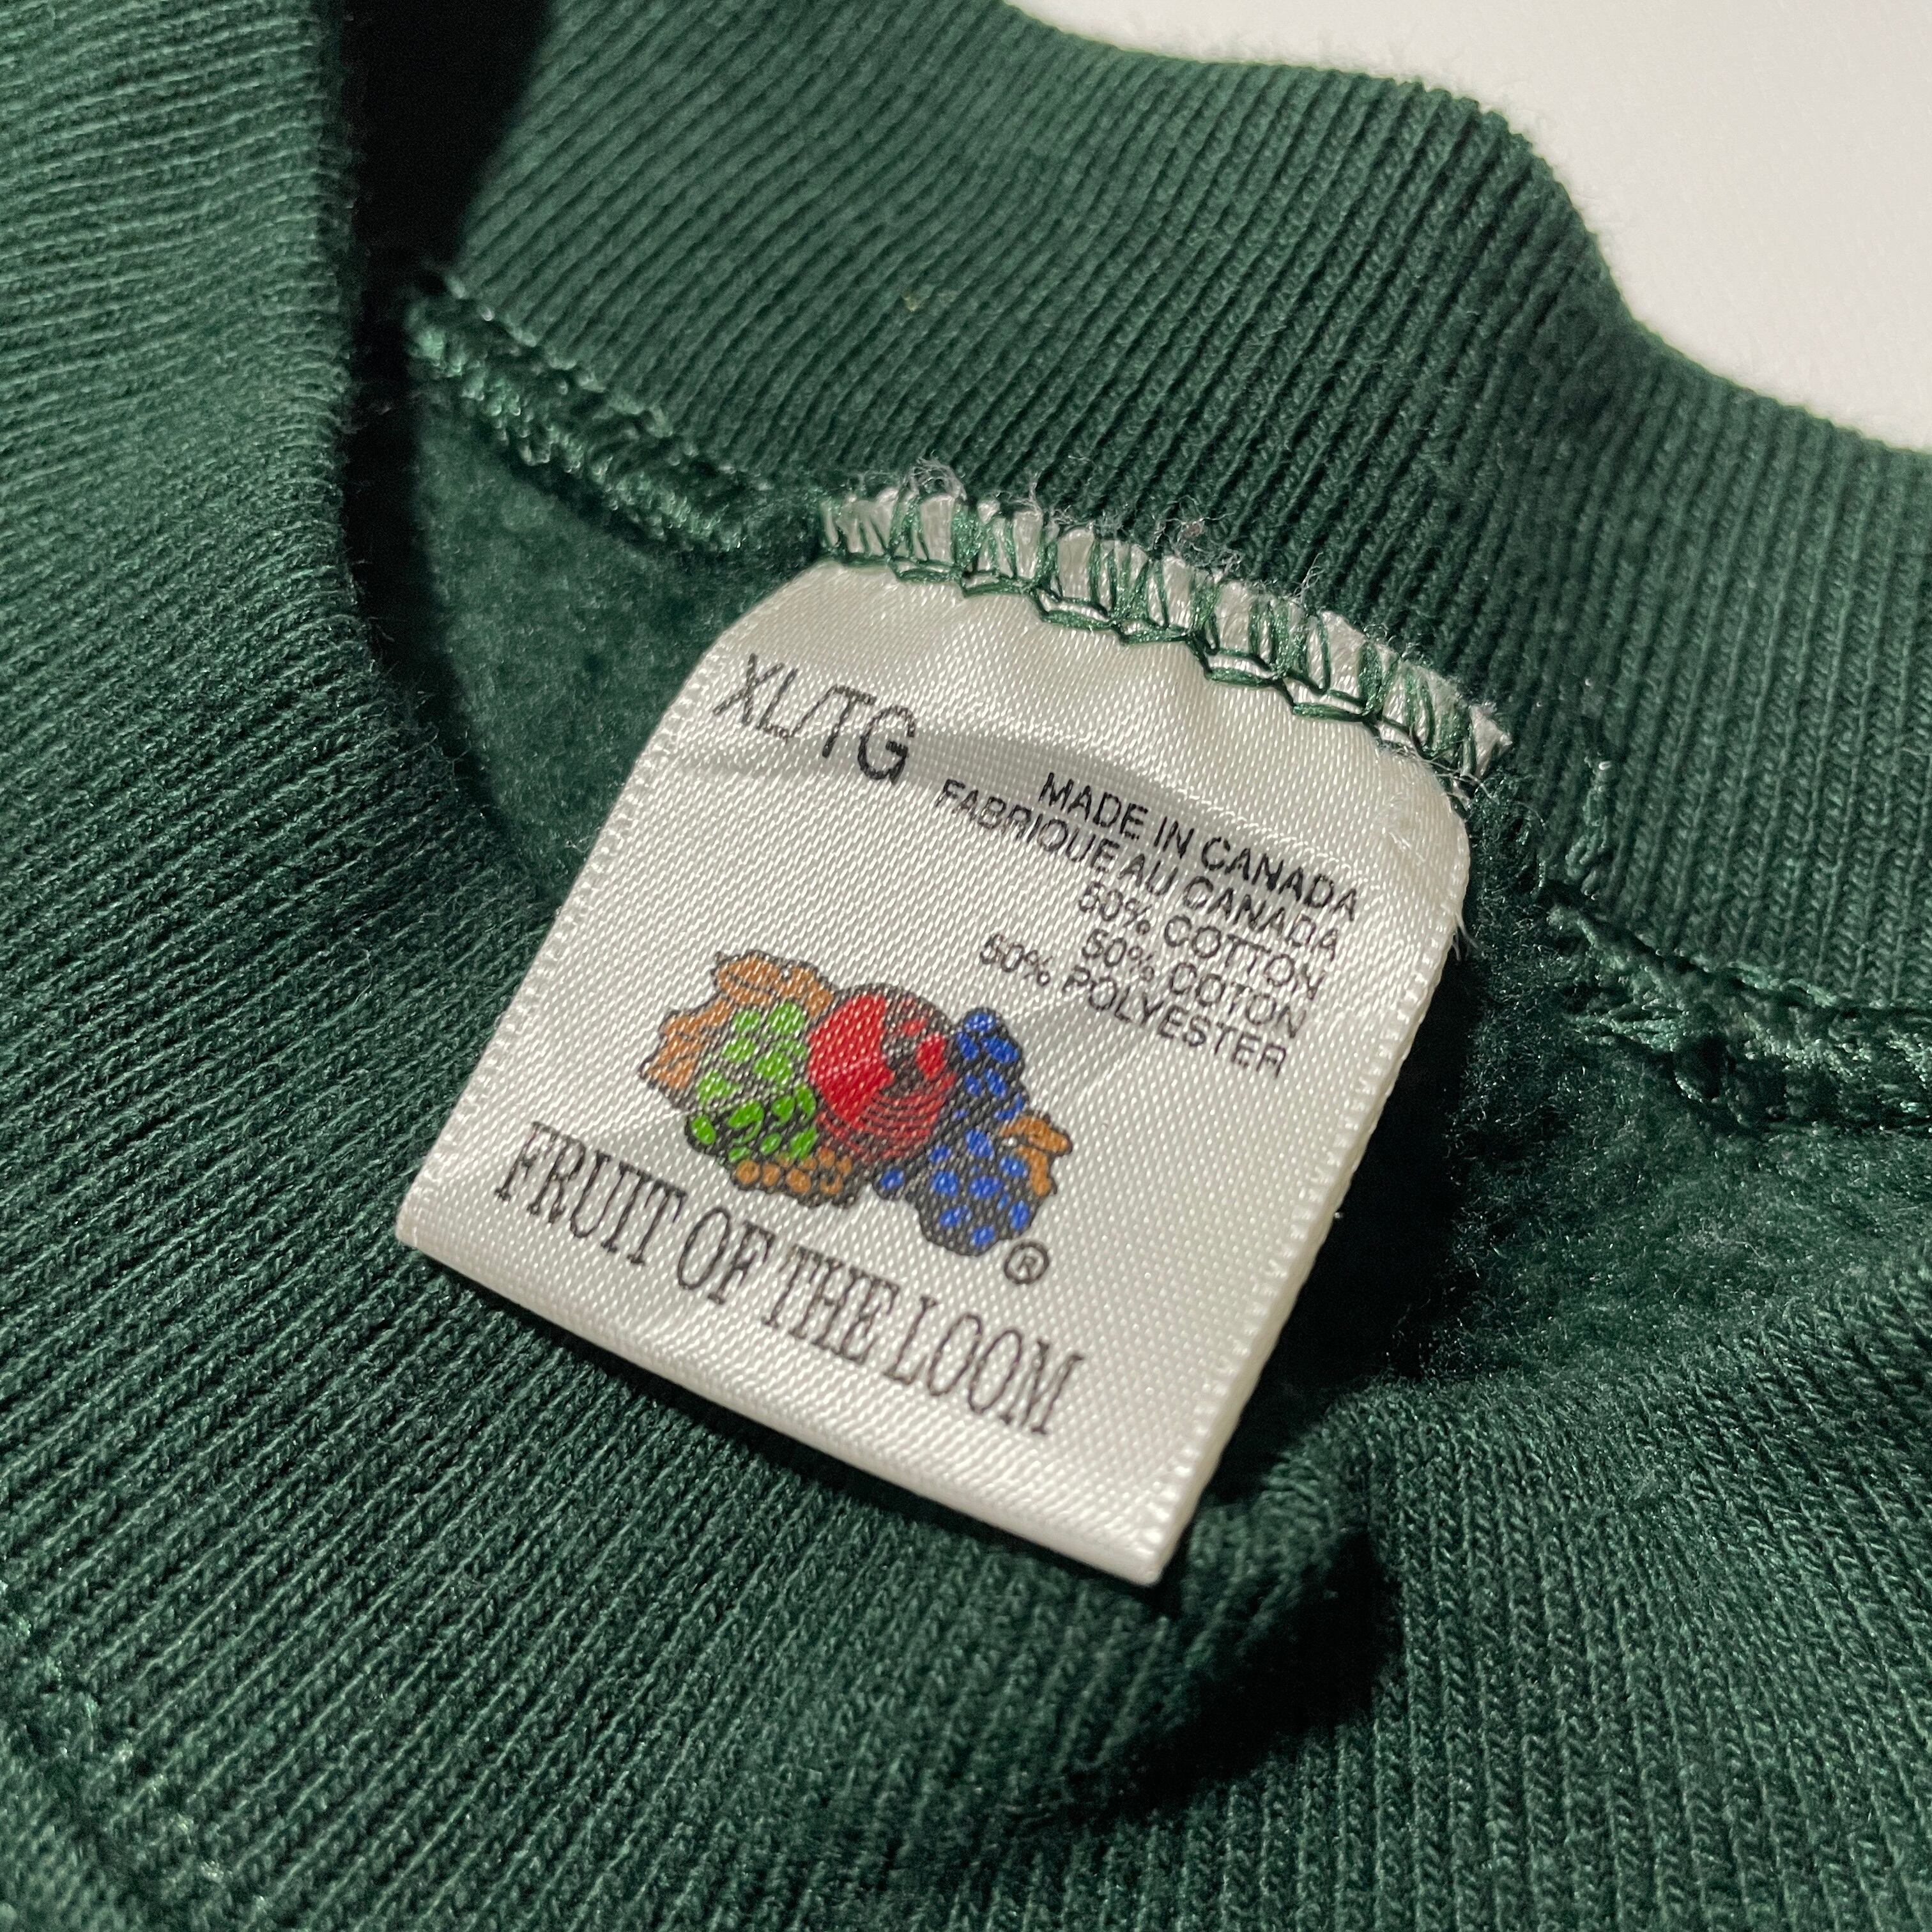 XL/TG
MADE IN CANADA
FABRIQUE AU CANADA
50% COTTON
50% COTON
50% POLYESTER
®
FRUIT OF THE LOOM